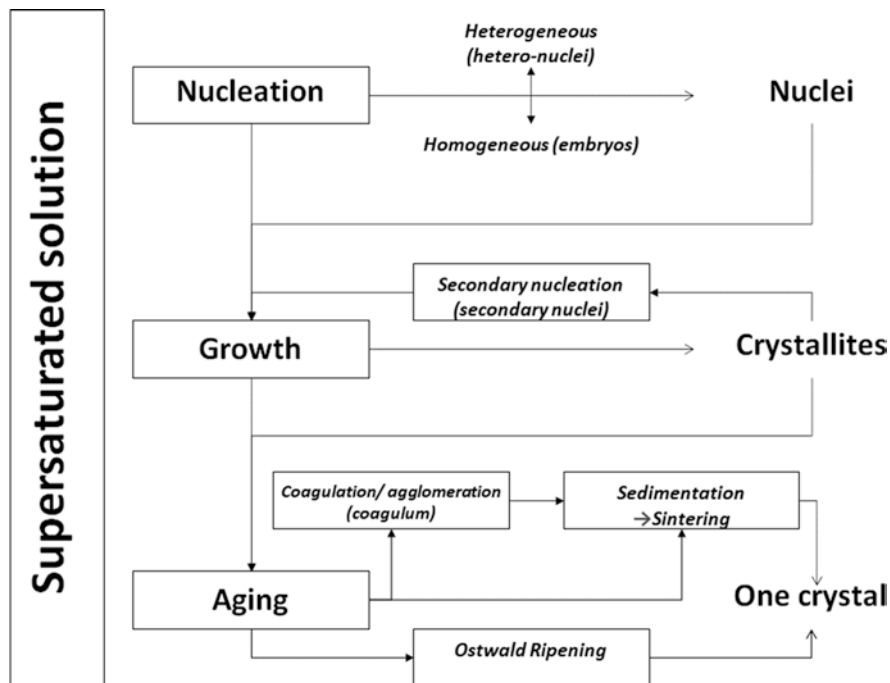 Supersaturated solution
Heterogeneous
(hetero-nuclei)
Nucleation
Nuclei
Homogeneous (embryos)
Secondary nucleation
(secondary nuclei)
Growth
Crystallites
Coagulation/ agglomeration
(coagulum)
Sedimentation
→Sintering
Aging
One crystal
Ostwald Ripening